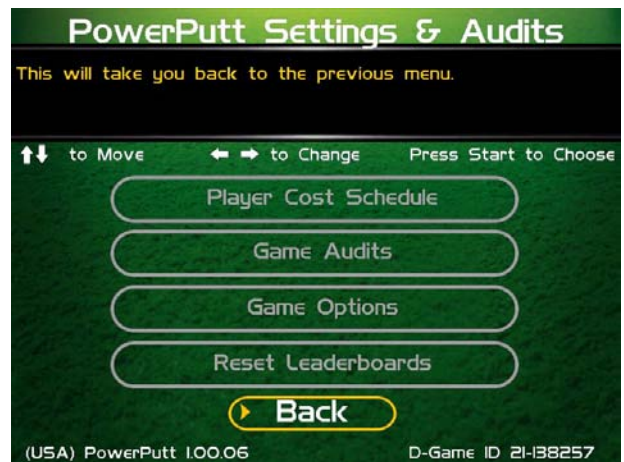 PowerPutt Settings & Audits
This will take you back to the previous menu.
to Move to Change Press Start to Choose
Player Cost Schedule
Game Audits
Game Options
Reset Leaderboards
Back
(USA) PowerPutt 1.00.06 D-Game ID 21-138257